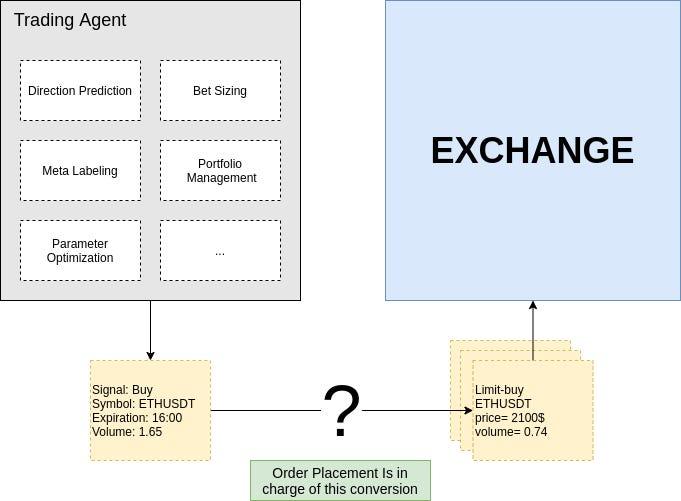 Trading Agent
Direction Prediction
Bet Sizing
Meta Labeling
Portfolio
Management
Parameter
Optimization
...
EXCHANGE
Signal: Buy
Symbol: ETHUSDT
Expiration: 16:00
Volume: 1.65
?
Limit-buy
ETHUSDT
price= 2100$
volume= 0.74
Order Placement Is in
charge of this conversion